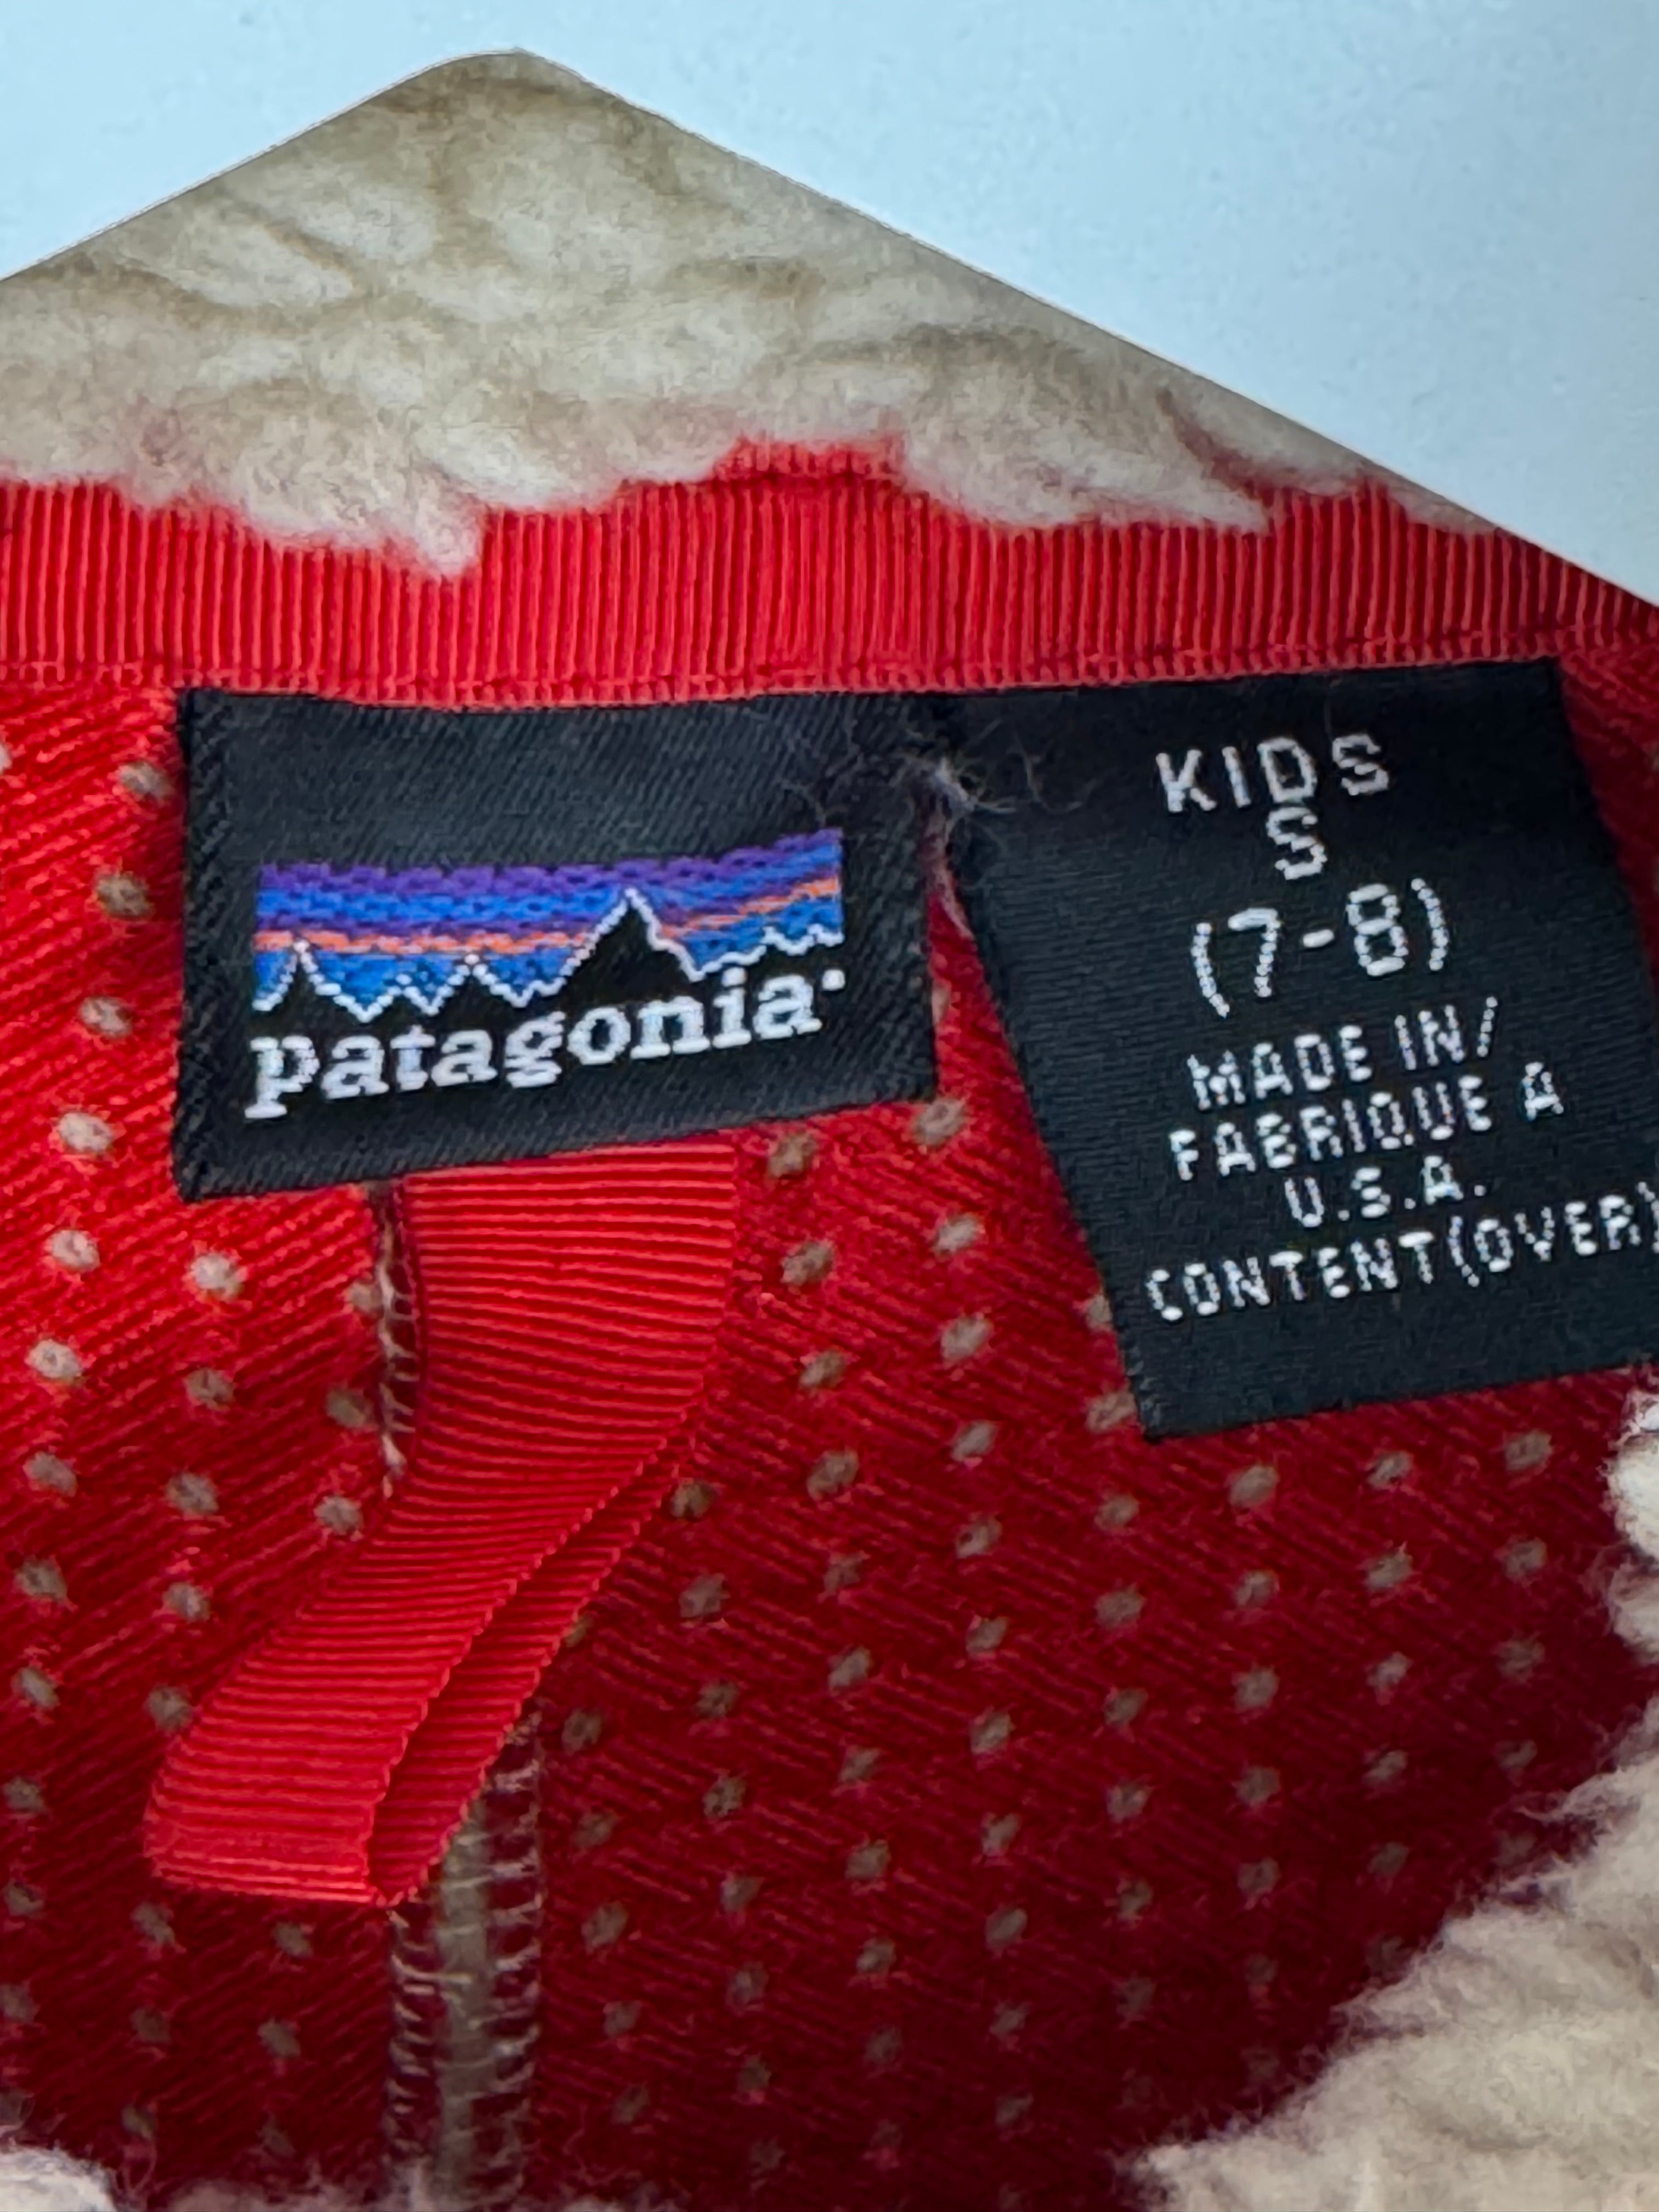 patagonia®
KIDS
S
(7-8)
MADE IN/
FABRIQUE A
U.S.A.
CONTENT(OVER)